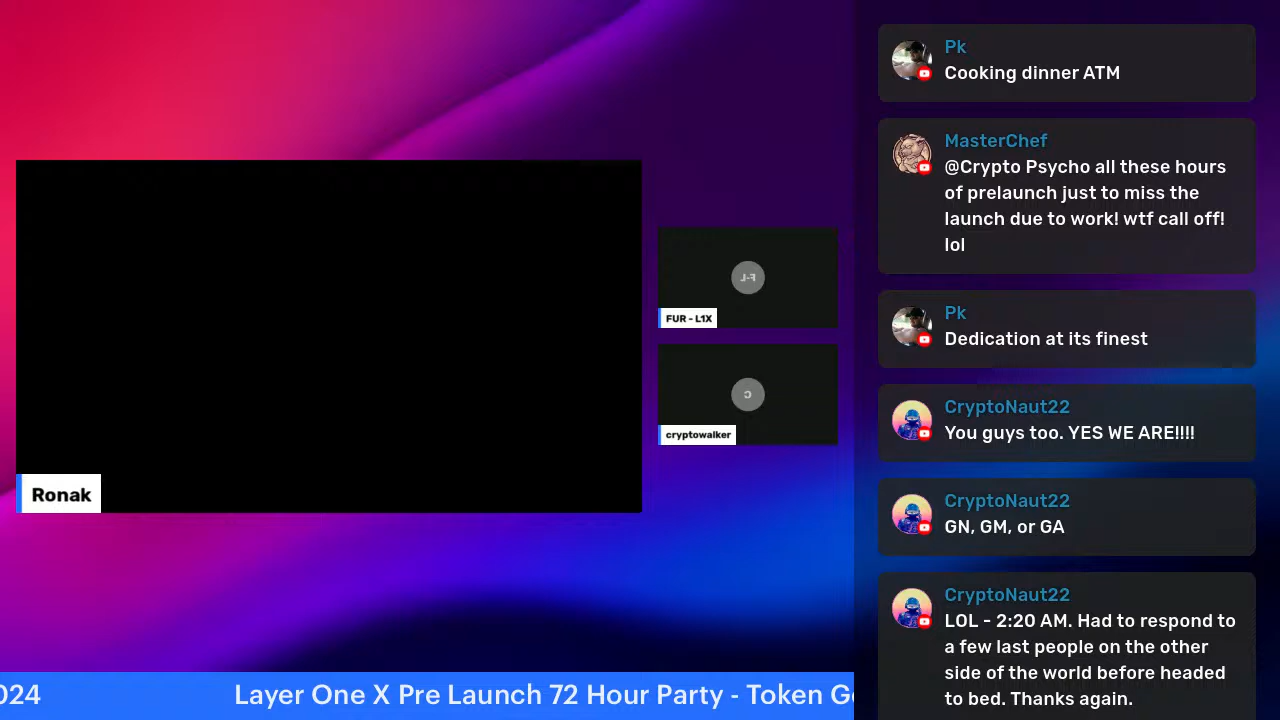 Ronak
FUR - L1X
cryptowalker
024
Layer One X Pre Launch 72 Hour Party - Token
Pk
Cooking dinner ATM
MasterChef
@Crypto Psycho all these hours
of prelaunch just to miss the
launch due to work! wtf call off!
lol
Pk
Dedication at its finest
CryptoNaut22
You guys too. YES WE ARE!!!!
CryptoNaut22
GN, GM, or GA
CryptoNaut22
LOL - 2:20 AM. Had to respond to
a few last people on the other
side of the world before headed
to bed. Thanks again.